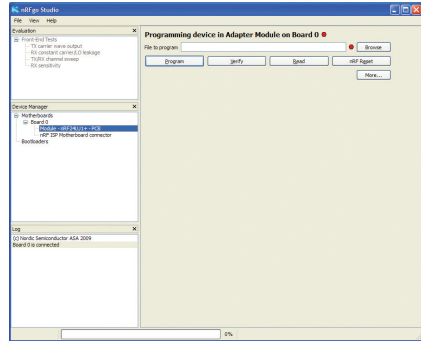 nRFgo Studio
File View Help
Evaluation
Front-End Tests
TX carrier wave output
RX constant carrier/LO leakage
TX/RX channel sweep
RX sensitivity
Device Manager
Motherboards
Board 0
Module - nRF24LU1+ - PCB
nRF ISP Motherboard connector
Bootloaders
Log
(c) Nordic Semiconductor ASA 2009
Board 0 is connected
Programming device in Adapter Module on Board 0
File to program
Browse
Program Verify Read nRF Reset
More...
0%